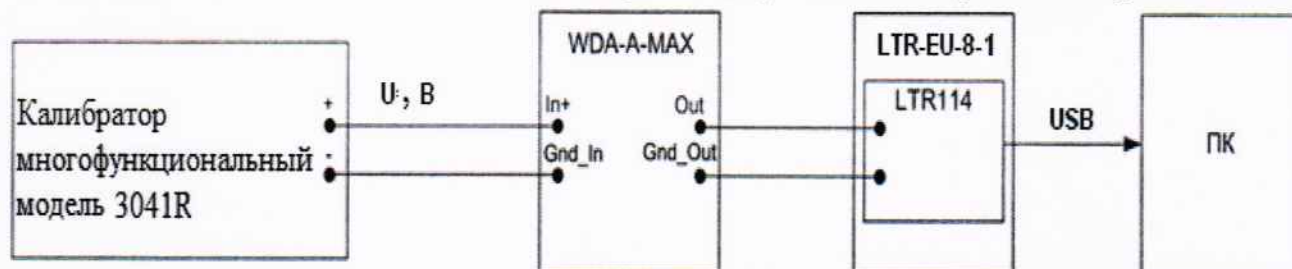 Калибратор
многофункциональный
модель 3041R
+
-
U:, В
WDA-A-MAX
In+
Gnd_In
Out
Gnd_Out
LTR-EU-8-1
LTR114
USB
ПК